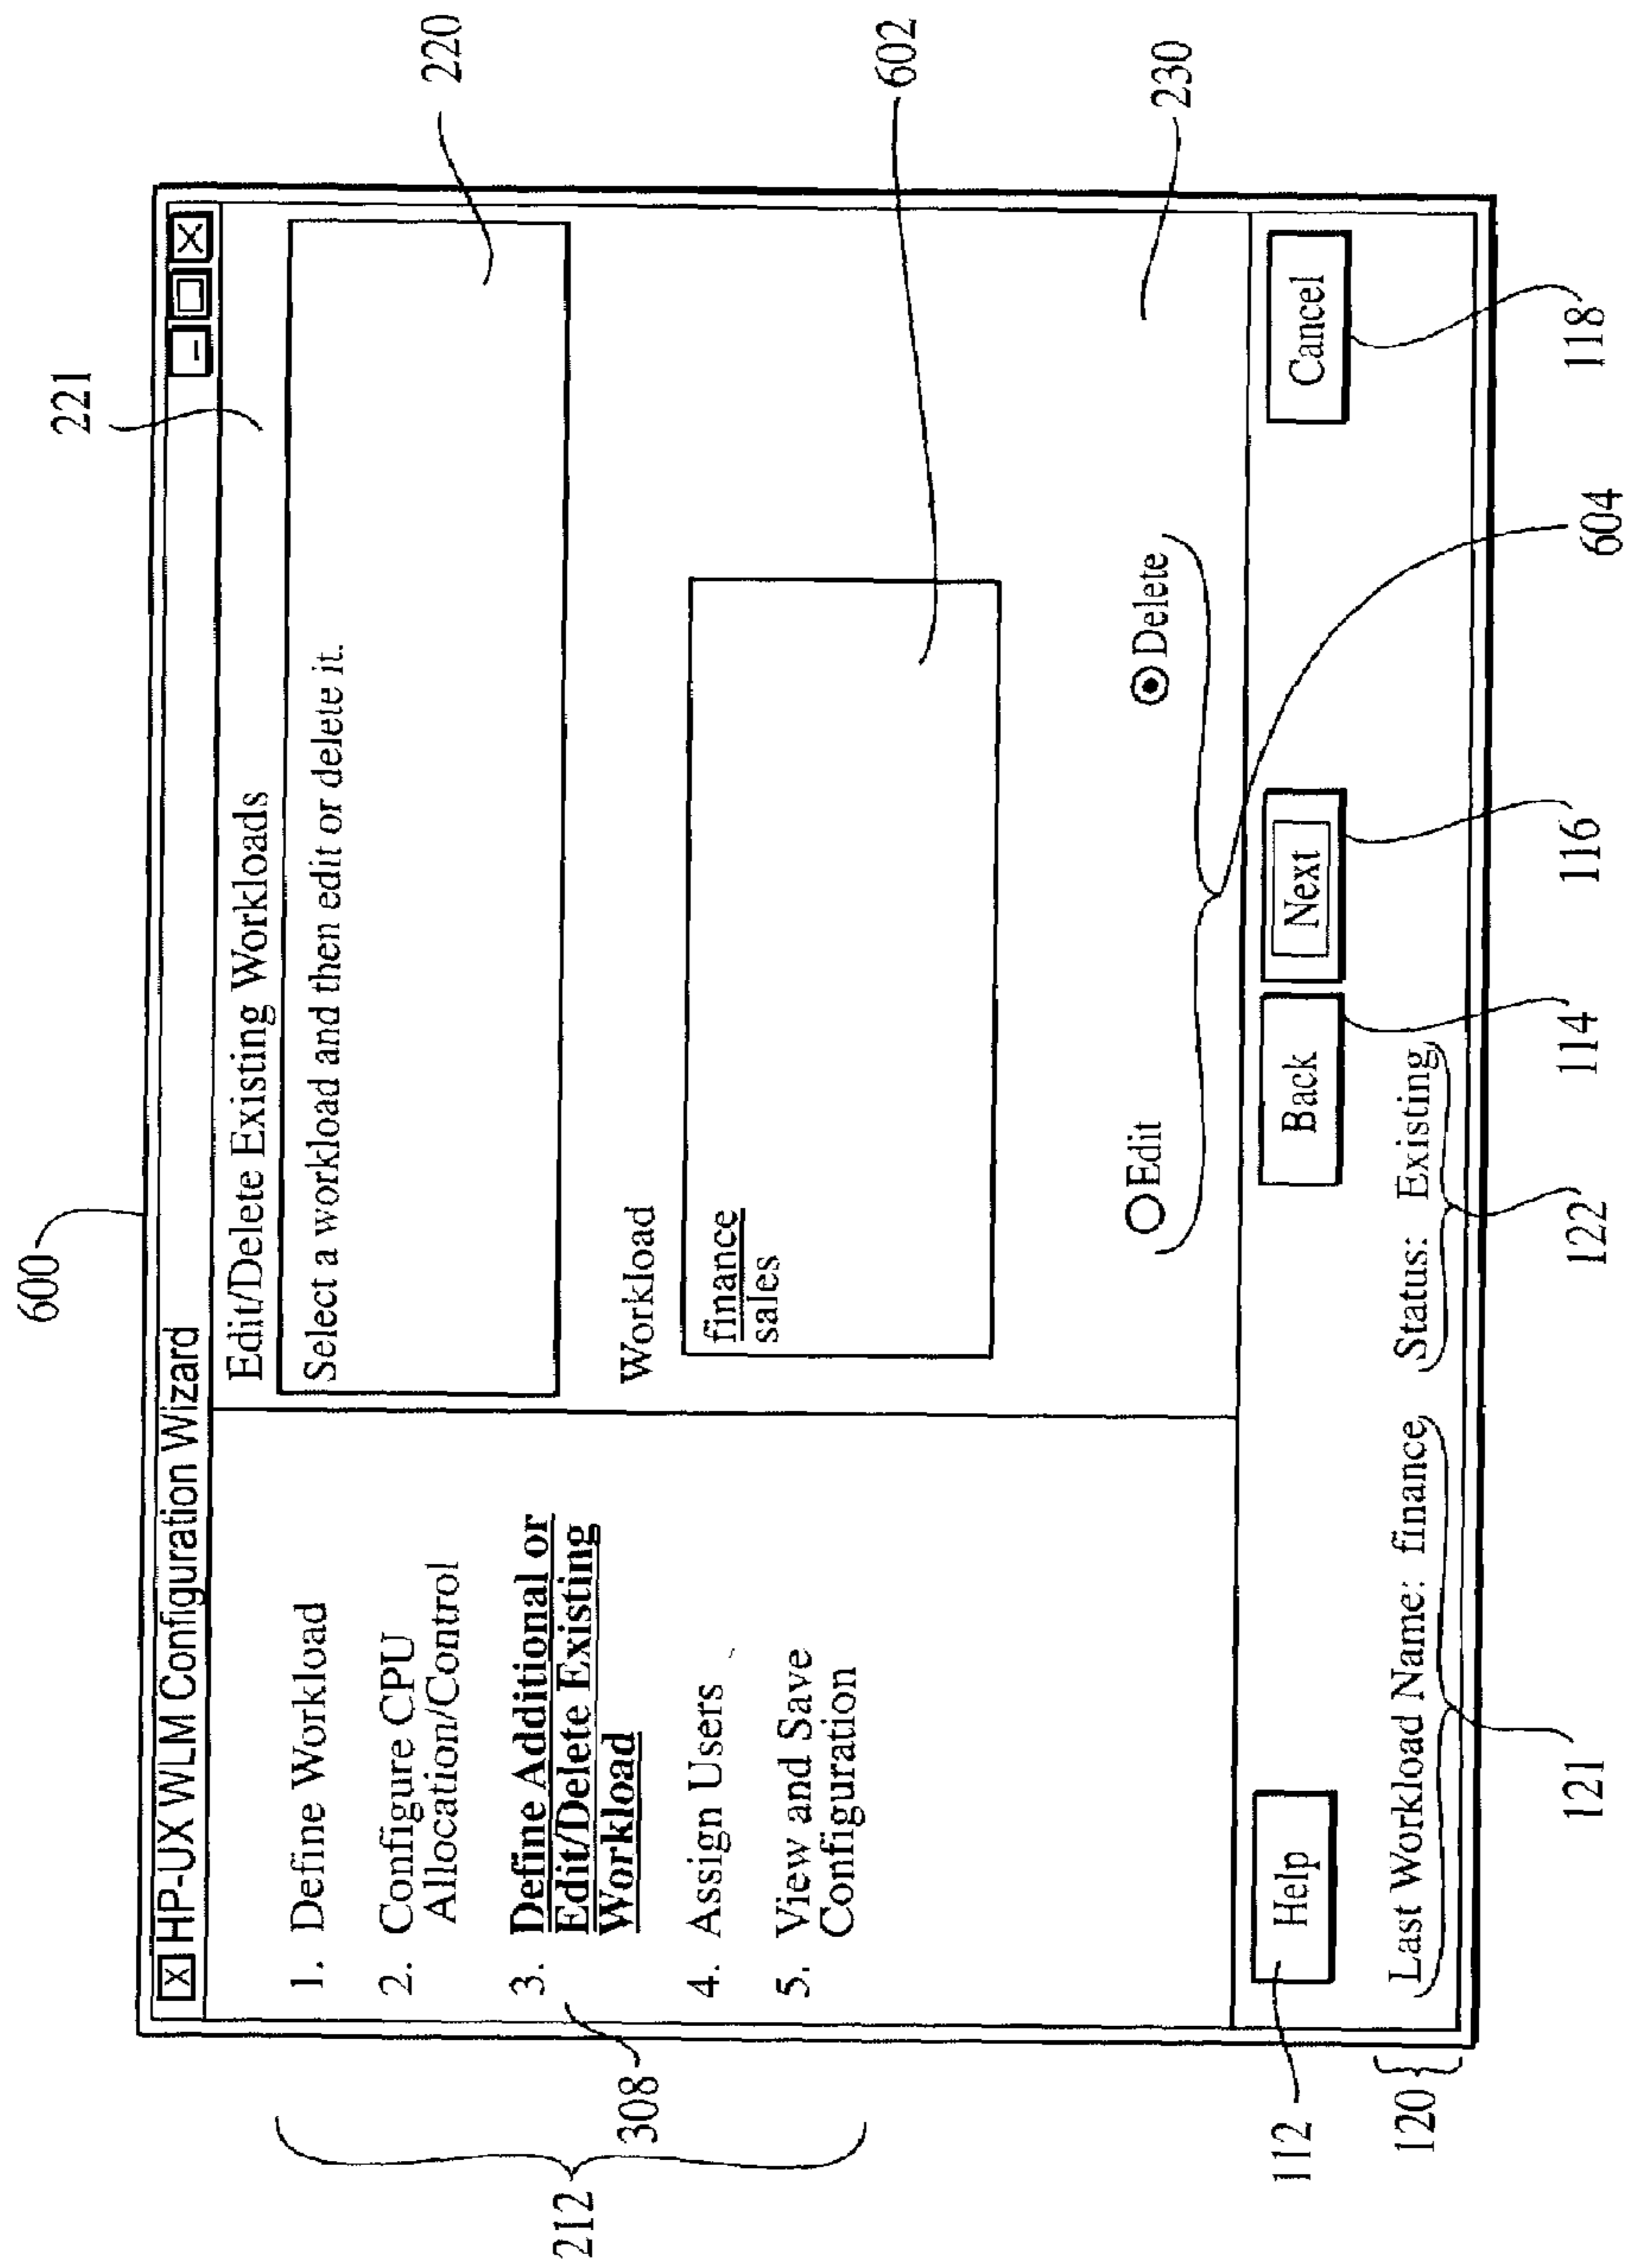 600
221
220
602
230
X HP-UX WLM Configuration Wizard
1. Define Workload
2. Configure CPU
Allocation/Control
3. Define Additional or
Edit/Delete Existing
Workload
4. Assign Users
5. View and Save
Configuration
308
212
Edit/Delete Existing Workloads
Select a workload and then edit or delete it.
Workload
finance
sales
Edit
Delete
Help
Back
Next
Cancel
112
Last Workload Name: finance
Status: Existing
120
121
122
114
116
604
118